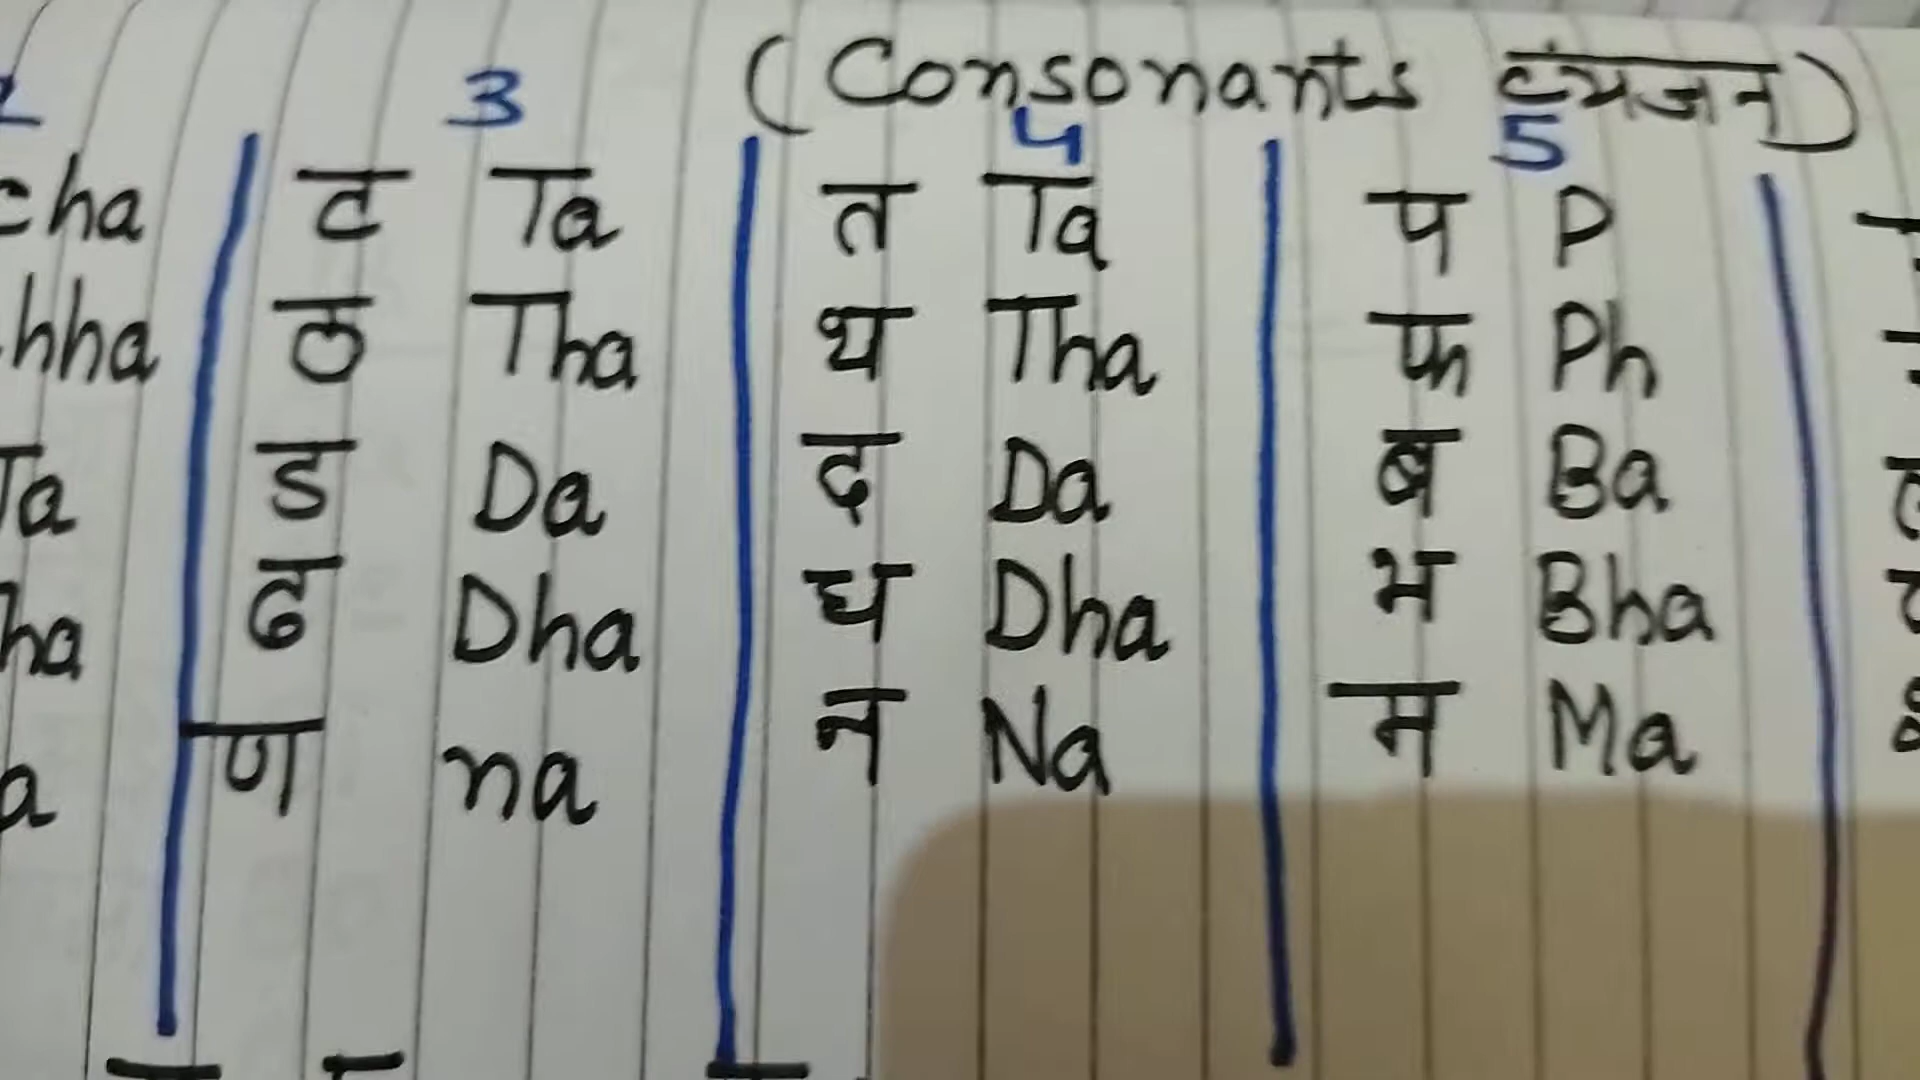 (Consonants व्यंजन)
3 4 5
cha ट Ta त Ta प P
hha ठ Tha थ Tha फ Ph
Ta ड Da द Da ब Ba
ha ढ Dha ध Dha भ Bha
a ण na न Na म Ma